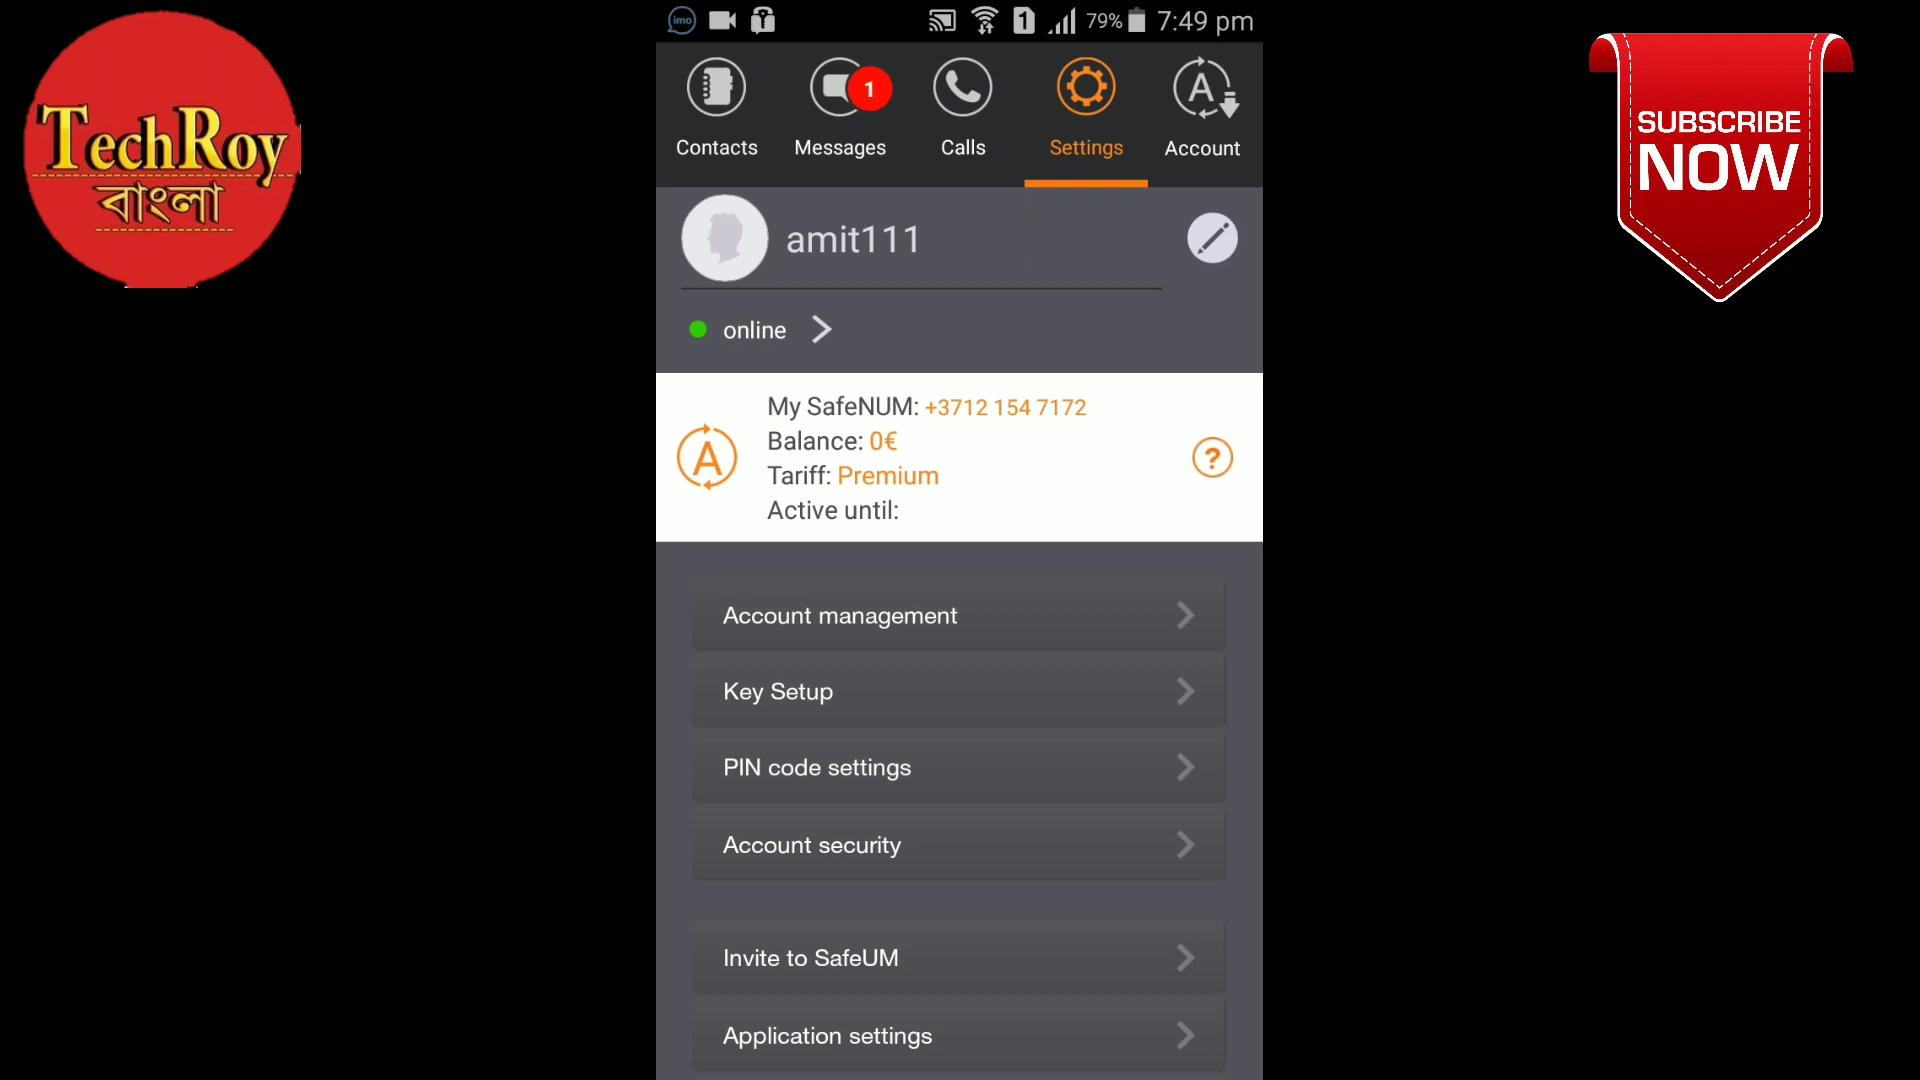 TechRoy
বাংলা
imo
1
79%
7:49 pm
SUBSCRIBE
NOW
A
1
Contacts
Messages
Calls
Settings
Account
amit111
online
My SafeNUM: +3712 154 7172
A
Balance: 0€
?
Tariff: Premium
Active until:
Account management
Key Setup
PIN code settings
Account security
Invite to SafeUM
Application settings